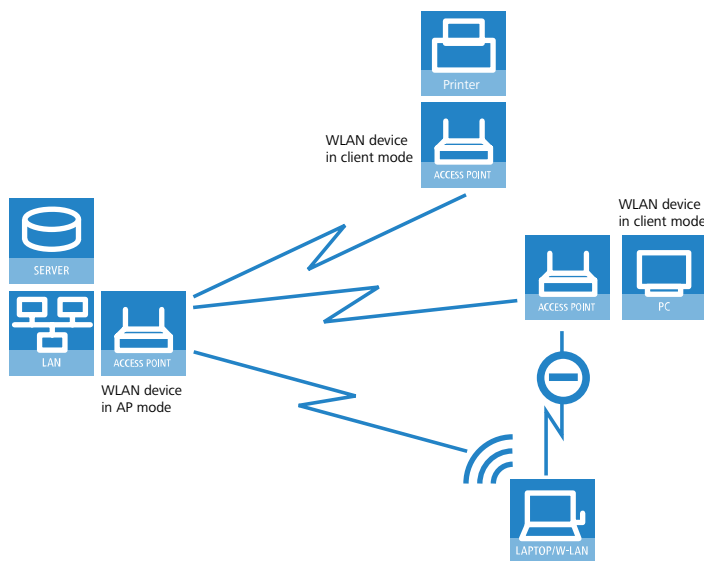 Printer
WLAN device
in client mode
ACCESS POINT
WLAN device
in client mode
SERVER
ACCESS POINT
PC
LAN
ACCESS POINT
WLAN device
in AP mode
LAPTOP/W-LAN